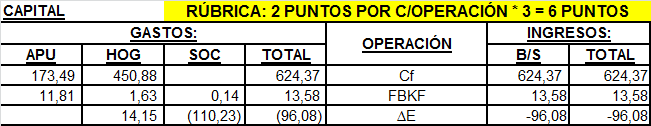 CAPITAL RÚBRICA: 2 PUNTOS POR C/OPERACIÓN * 3 = 6 PUNTOS
GASTOS: OPERACIÓN INGRESOS:
APU HOG SOC TOTAL B/S TOTAL
173,49 450,88 624,37 Cf 624,37 624,37
11,81 1,63 0,14 13,58 FBKF 13,58 13,58
14,15 (110,23) (96,08) ΔE -96,08 -96,08